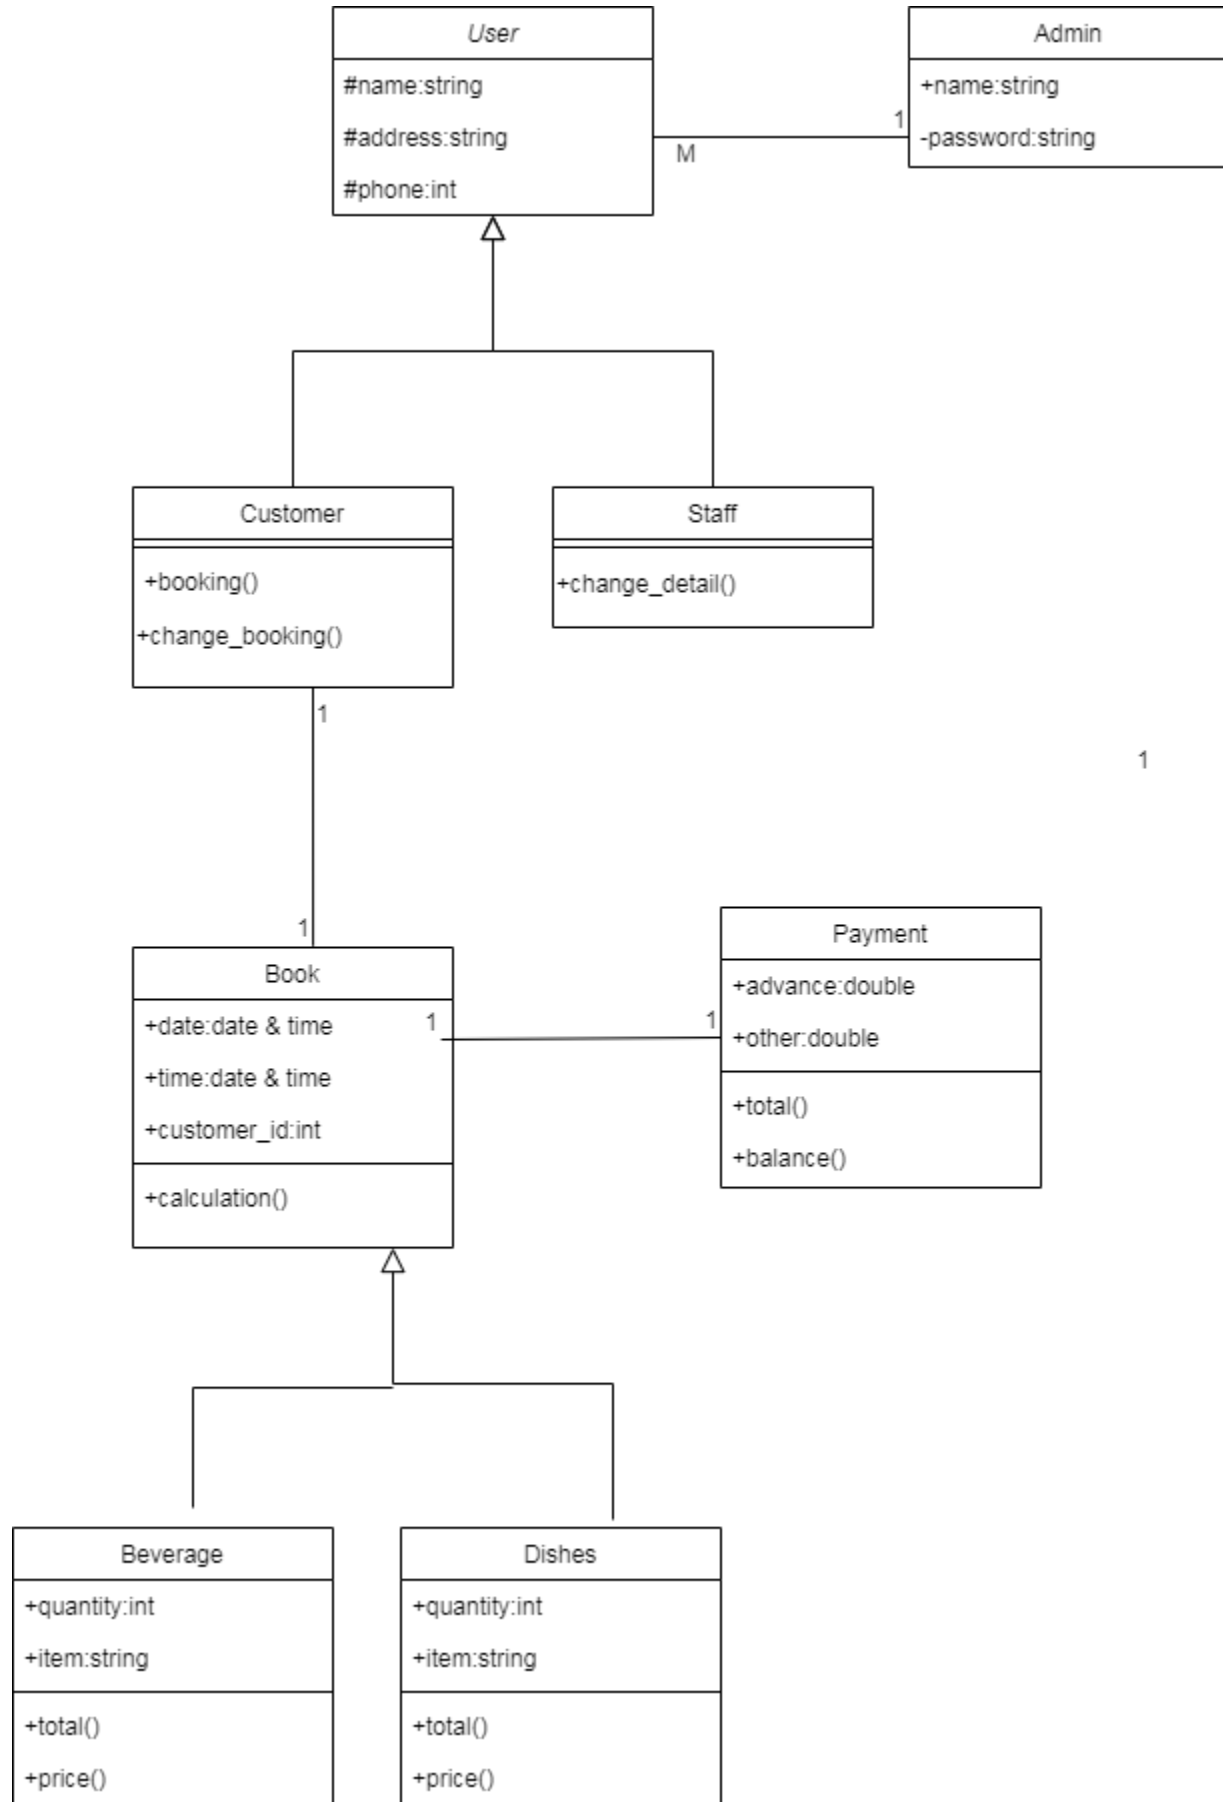 User
#name:string
#address:string
#phone:int
Admin
+name:string
-password:string
1
M
Customer
+booking()
+change_booking()
Staff
+change_detail()
1
1
1
Book
+date:date & time
+time:date & time
+customer_id:int
+calculation()
1
1
Payment
+advance:double
+other:double
+total()
+balance()
Beverage
+quantity:int
+item:string
+total()
+price()
Dishes
+quantity:int
+item:string
+total()
+price()